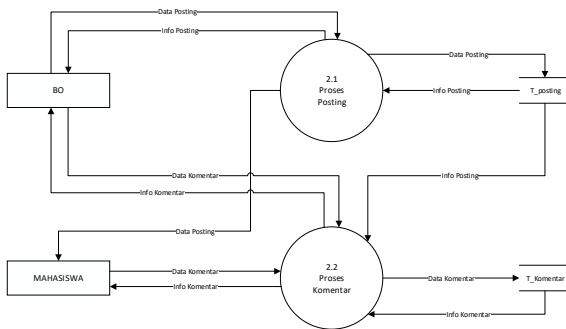 Data Posting
Info Posting
Data Posting
2.1
Proses
Posting
BO
Info Posting
T_posting
Data Komentar
Info Posting
Info Komentar
Data Posting
2.2
Proses
Komentar
MAHASISWA
Data Komentar
Info Komentar
Data Komentar
T_Komentar
Info Komentar